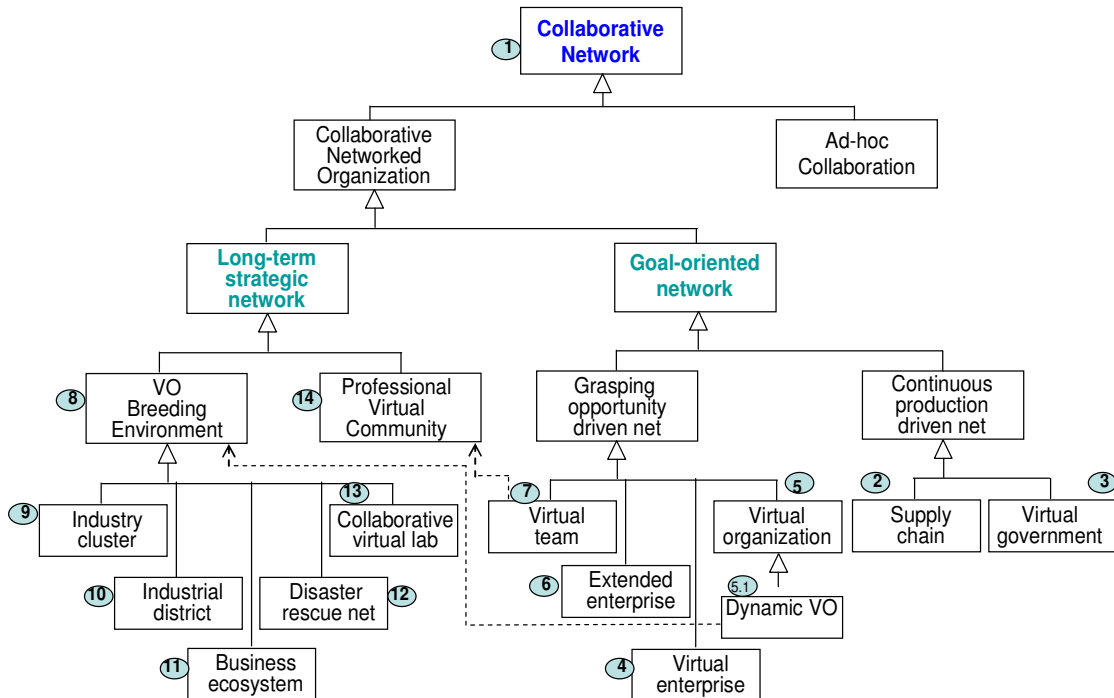 1
Collaborative
Network
Collaborative
Networked
Organization
Ad-hoc
Collaboration
Long-term
strategic
network
Goal-oriented
network
8
VO
Breeding
Environment
14
Professional
Virtual
Community
Grasping
opportunity
driven net
Continuous
production
driven net
9
Industry
cluster
13
Collaborative
virtual lab
7
Virtual
team
5
Virtual
organization
2
Supply
chain
3
Virtual
government
10
Industrial
district
Disaster
rescue net
12
6
Extended
enterprise
5.1
Dynamic VO
11
Business
ecosystem
4
Virtual
enterprise